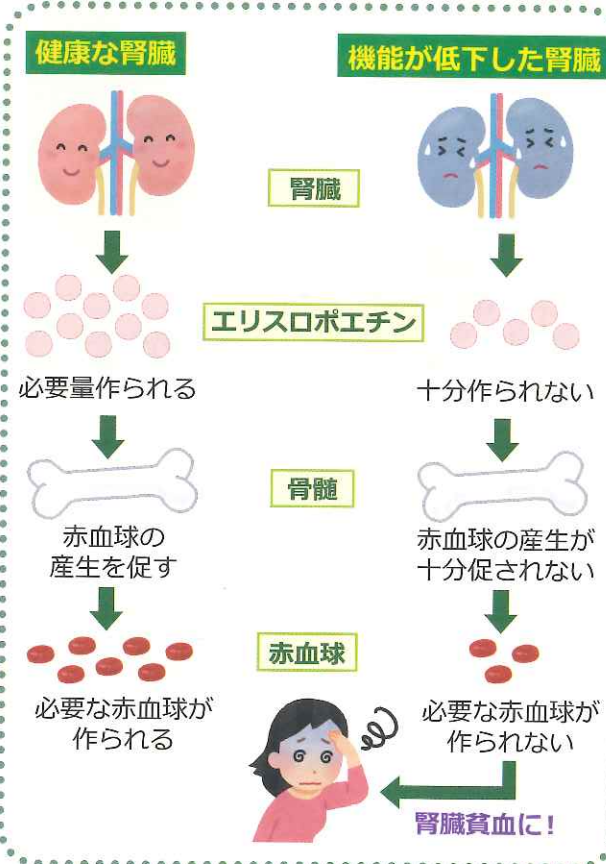 健康な腎臓
機能が低下した腎臓
腎臓
エリスロポエチン
必要量作られる
十分作られない
骨髄
赤血球の
産生を促す
赤血球の産生が
十分促されない
赤血球
必要な赤血球が
作られる
必要な赤血球が
作られない
腎臓貧血に!